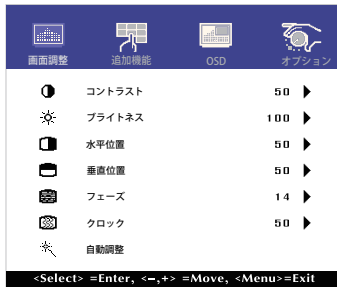 画面調整 追加機能 OSD オプション
コントラスト 50
ブライトネス 100
水平位置 50
垂直位置 50
フェーズ 14
クロック 50
自動調整
<Select> =Enter, <−,+> =Move, <Menu>=Exit